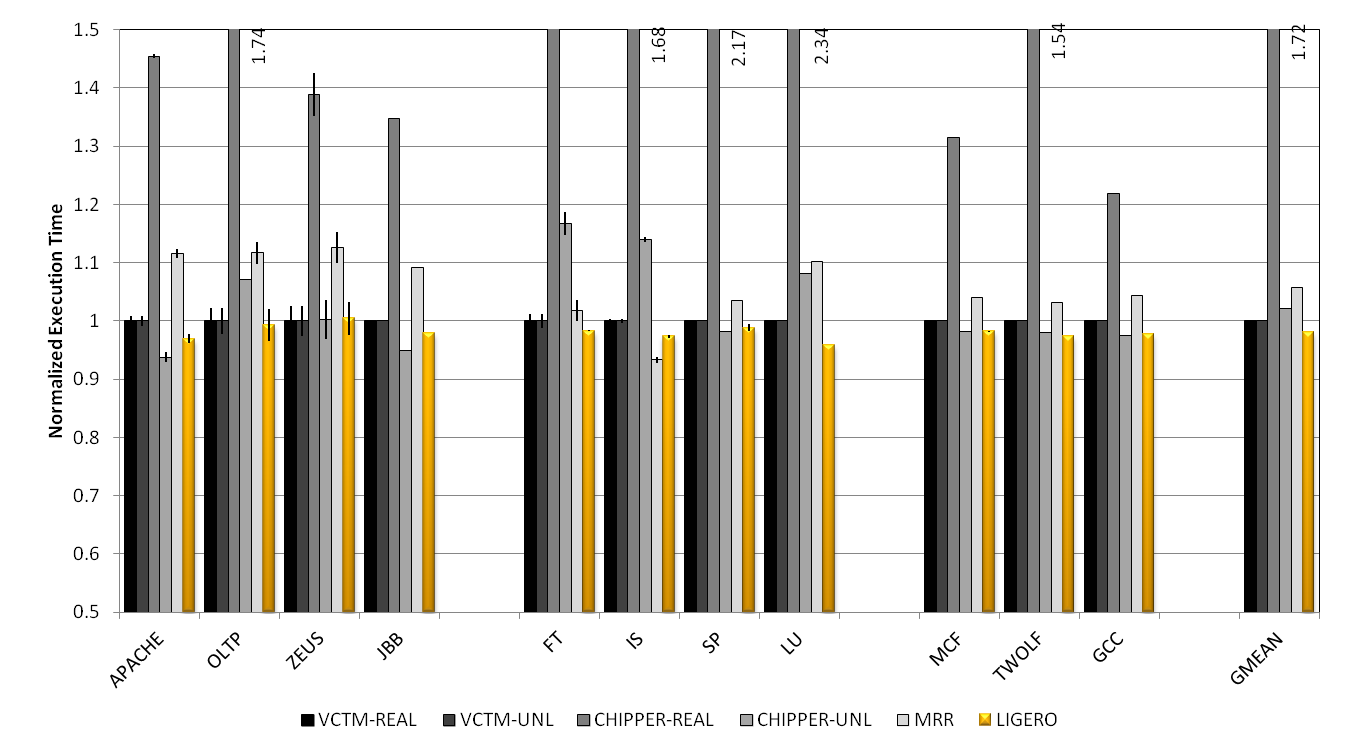 1.5
1.4
1.3
1.2
1.1
1
0.9
0.8
0.7
0.6
0.5
Normalized Execution Time
1.74
1.68
2.17
2.34
1.54
1.72
APACHE
OLTP
ZEUS
JBB
FT
IS
SP
LU
MCF
TWOLF
GCC
GMEAN
VCTM-REAL VCTM-UNL CHIPPER-REAL CHIPPER-UNL MRR LIGERO